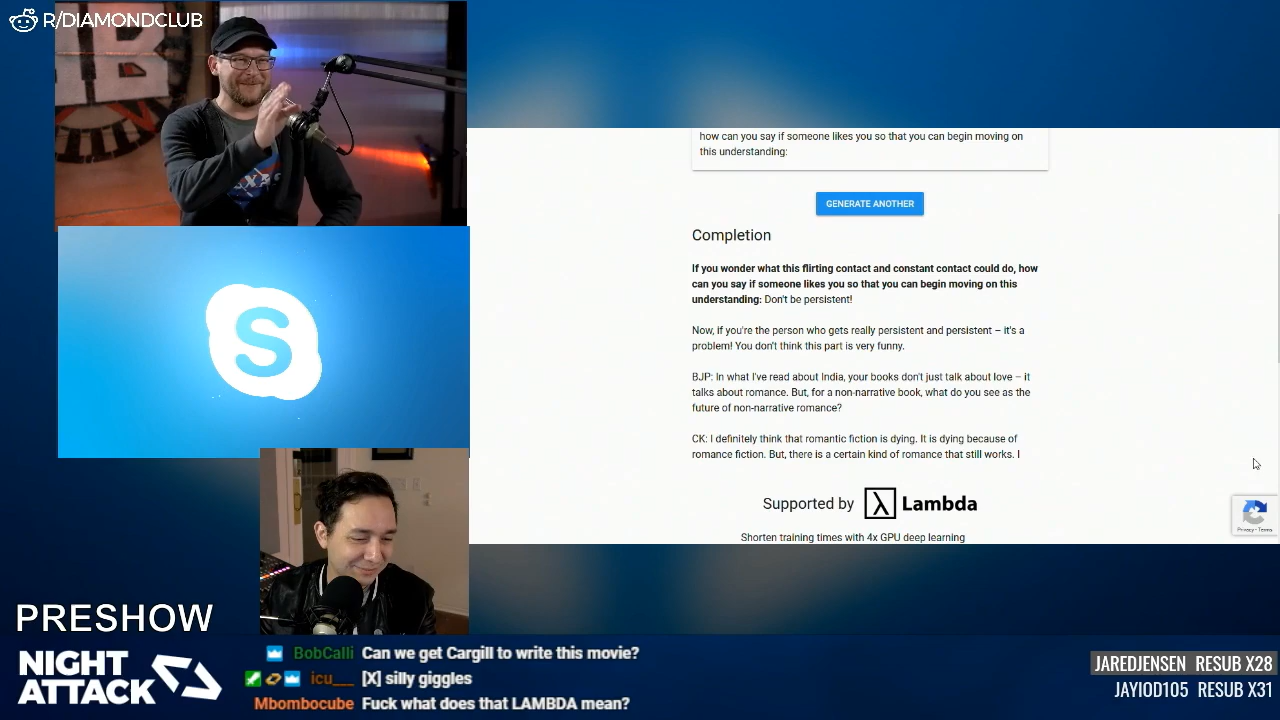 R/DIAMONDCLUB
how can you say if someone likes you so that you can begin moving on
this understanding:
GENERATE ANOTHER
Completion
If you wonder what this flirting contact and constant contact could do, how
can you say if someone likes you so that you can begin moving on this
understanding: Don't be persistent!
Now, if you're the person who gets really persistent and persistent – it's a
problem! You don't think this part is very funny.
BJP: In what I've read about India, your books don't just talk about love – it
talks about romance. But, for a non-narrative book, what do you see as the
future of non-narrative romance?
CK: I definitely think that romantic fiction is dying. It is dying because of
romance fiction. But, there is a certain kind of romance that still works. I
Supported by λ Lambda
Shorten training times with 4x GPU deep learning
Privacy - Terms
S
PRESHOW
NIGHT
ATTACK
BobCalli Can we get Cargill to write this movie?
icu___ [X] silly giggles
Mbombocube Fuck what does that LAMBDA mean?
JAREDJENSEN RESUB X28
JAYIOD105 RESUB X31